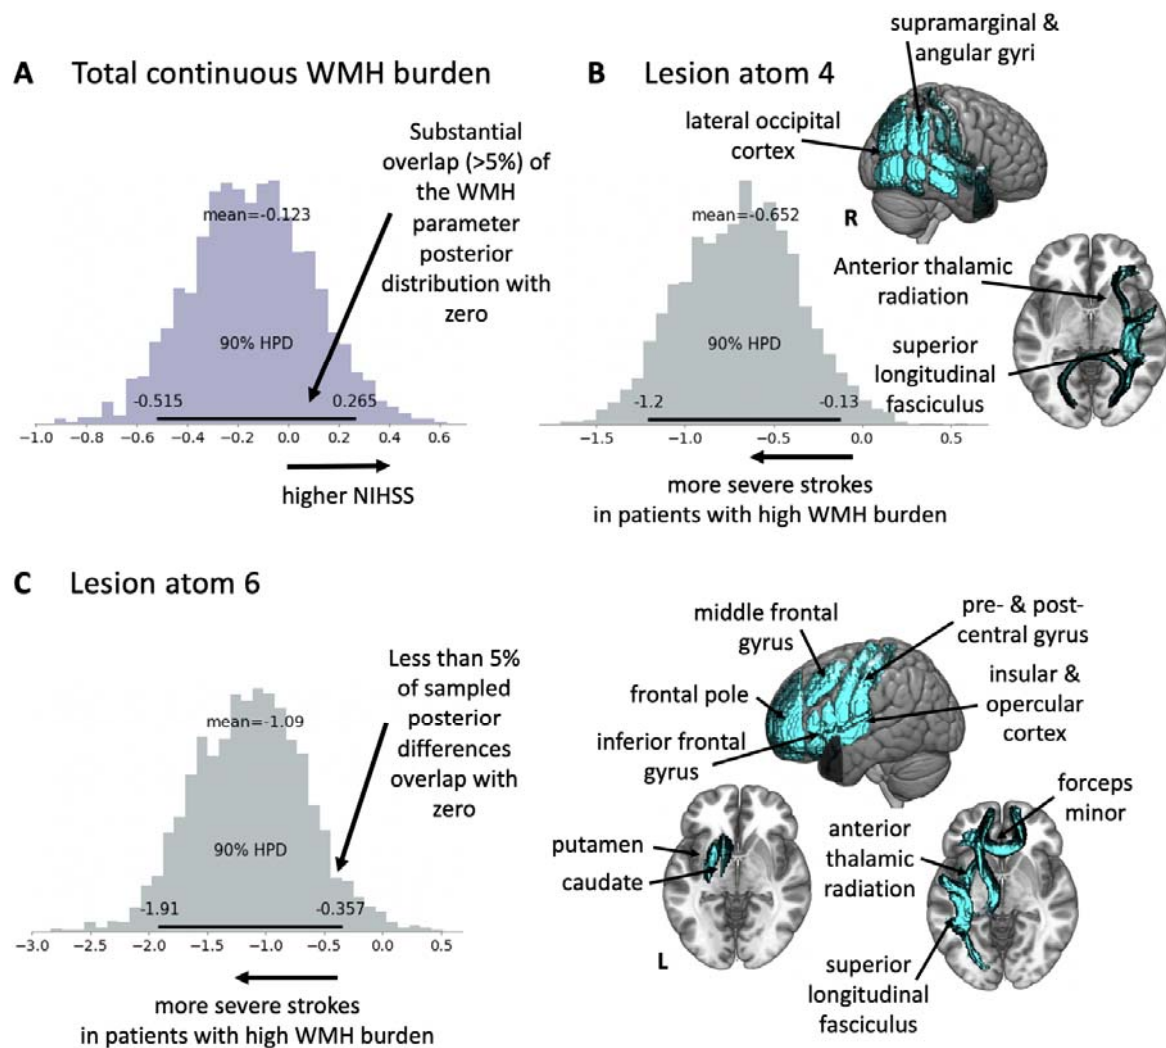 A Total continuous WMH burden
Substantial
overlap (>5%) of
the WMH
parameter
posterior
distribution with
zero
mean=-0.123
90% HPD
-0.515 0.265
−1.0 −0.8 −0.6 −0.4 −0.2 0.0 0.2 0.4 0.6
higher NIHSS
B Lesion atom 4
supramarginal &
angular gyri
lateral occipital
cortex
mean=-0.652
R
Anterior thalamic
radiation
superior
longitudinal
fasciculus
90% HPD
-1.2 -0.13
−1.5 −1.0 −0.5 0.0 0.5
more severe strokes
in patients with high WMH burden
C Lesion atom 6
Less than 5%
of sampled
posterior
differences
overlap with
zero
mean=-1.09
90% HPD
-1.91 -0.357
−3.0 −2.5 −2.0 −1.5 −1.0 −0.5 0.0 0.5
more severe strokes
in patients with high WMH burden
middle frontal
gyrus
pre- & post-
central gyrus
frontal pole
insular &
opercular
cortex
inferior frontal
gyrus
forceps
minor
putamen
caudate
anterior
thalamic
radiation
L
superior
longitudinal
fasciculus